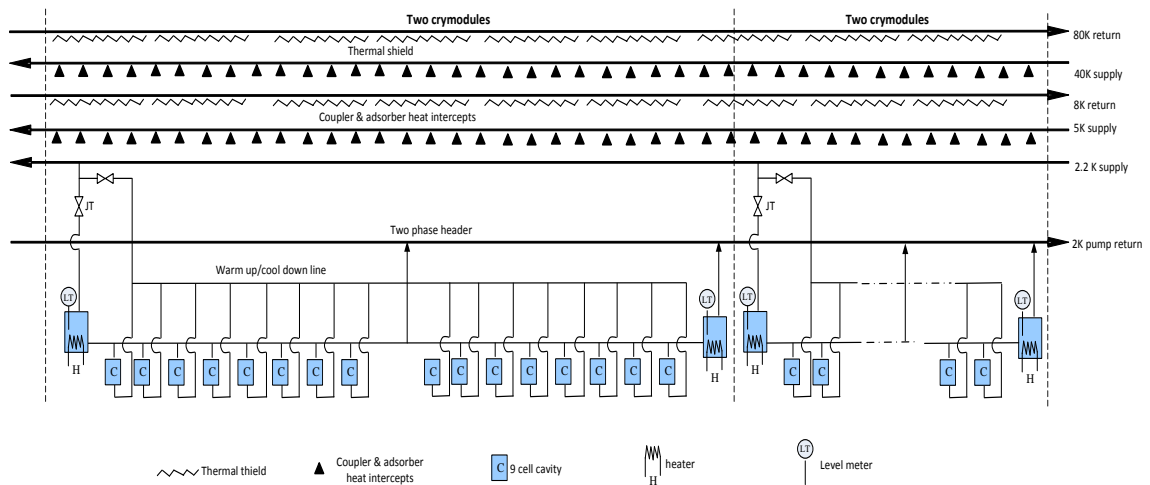 Two crymodules
Two crymodules
80K return
Thermal shield
40K supply
8K return
Coupler & adsorber heat intercepts
5K supply
2.2 K supply
JT
JT
Two phase header
2K pump return
Warm up/cool down line
LT
LT
LT
LT
C C C C C C C C C C C C C C C C C C C C
H
H
H
H
Thermal shield
Coupler & adsorber
heat intercepts
C 9 cell cavity
heater
H
LT
Level meter